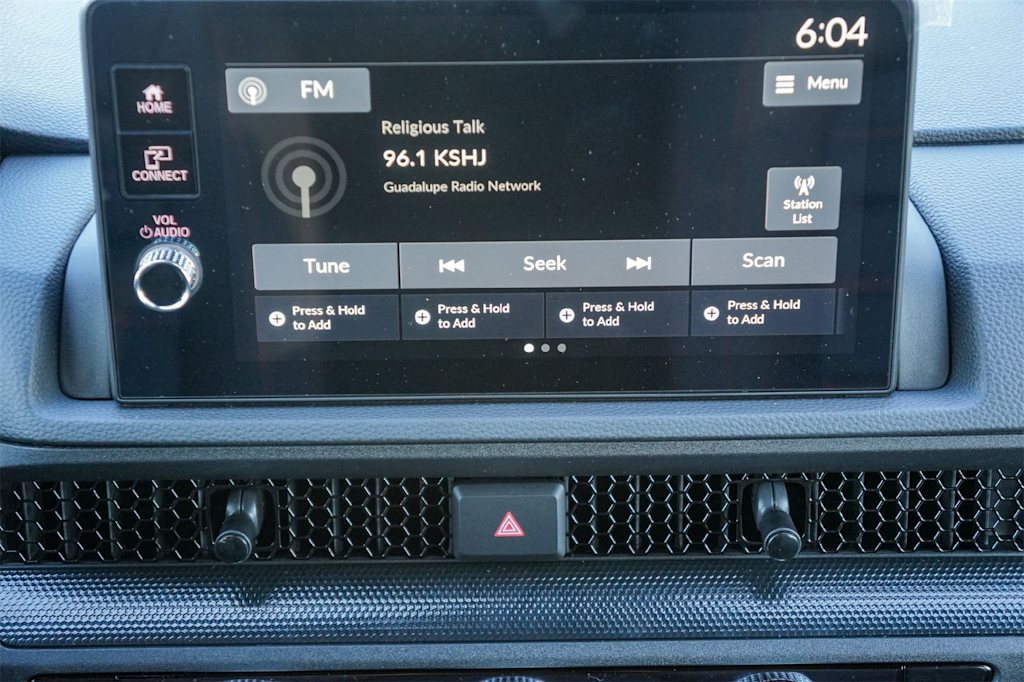 6:04
HOME
CONNECT
VOL
AUDIO
FM
Menu
Religious Talk
96.1 KSHJ
Guadalupe Radio Network
Station
List
Tune
Seek
Scan
Press & Hold
to Add
Press & Hold
to Add
Press & Hold
to Add
Press & Hold
to Add